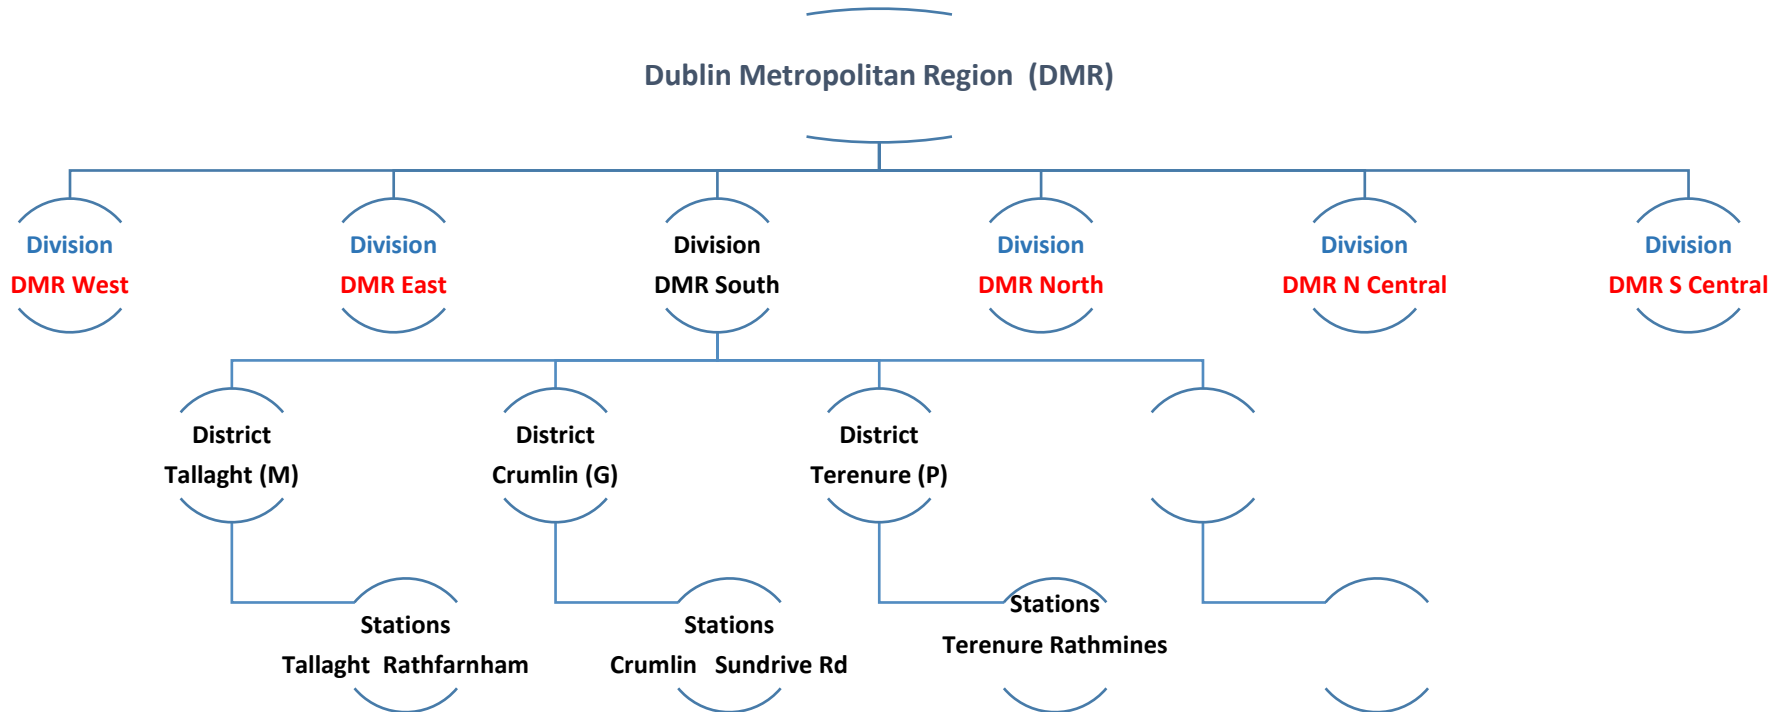 Dublin Metropolitan Region (DMR)
Division
DMR West
Division
DMR East
Division
DMR South
Division
DMR North
Division
DMR N Central
Division
DMR S Central
District
Tallaght (M)
District
Crumlin (G)
District
Terenure (P)
Stations
Tallaght Rathfarnham
Stations
Crumlin Sundrive Rd
Stations
Terenure Rathmines